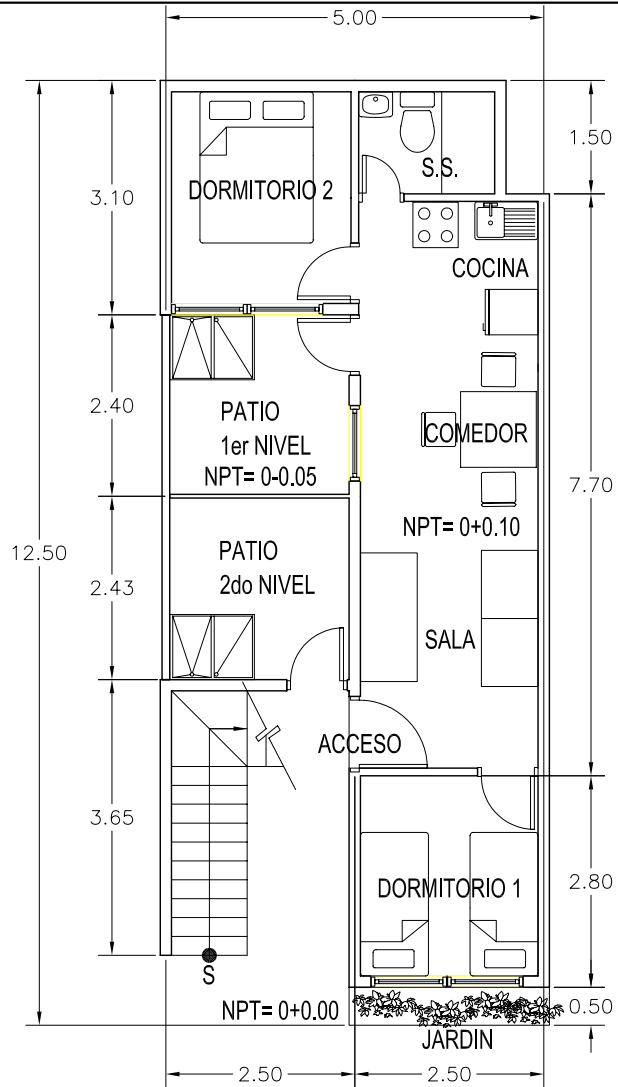 5.00
DORMITORIO 2
S.S.
1.50
3.10
COCINA
PATIO
1er NIVEL
NPT= 0-0.05
2.40
COMEDOR
7.70
NPT= 0+0.10
12.50
PATIO
2do NIVEL
2.43
SALA
ACCESO
3.65
DORMITORIO 1
2.80
S
NPT= 0+0.00
0.50
JARDIN
2.50
2.50